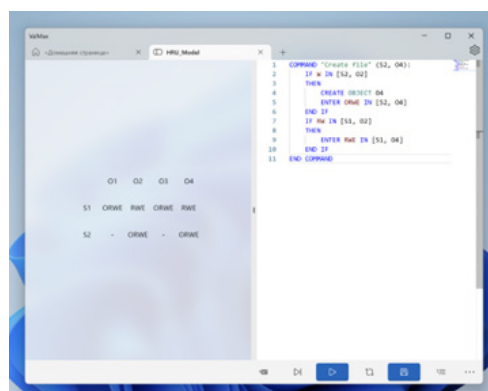 VarMax
<Домашняя страница>
HRU_Model
O1 O2 O3 O4
S1 ORWE RWE ORWE RWE
S2 - ORWE - ORWE
1 COMMAND "Create File" (S2, O4):
2 IF W IN [S2, O2]
3 THEN
4 CREATE OBJECT O4
5 ENTER ORWE IN [S2, O4]
6 END IF
7 IF RW IN [S1, O2]
8 THEN
9 ENTER RWE IN [S1, O4]
10 END IF
11 END COMMAND